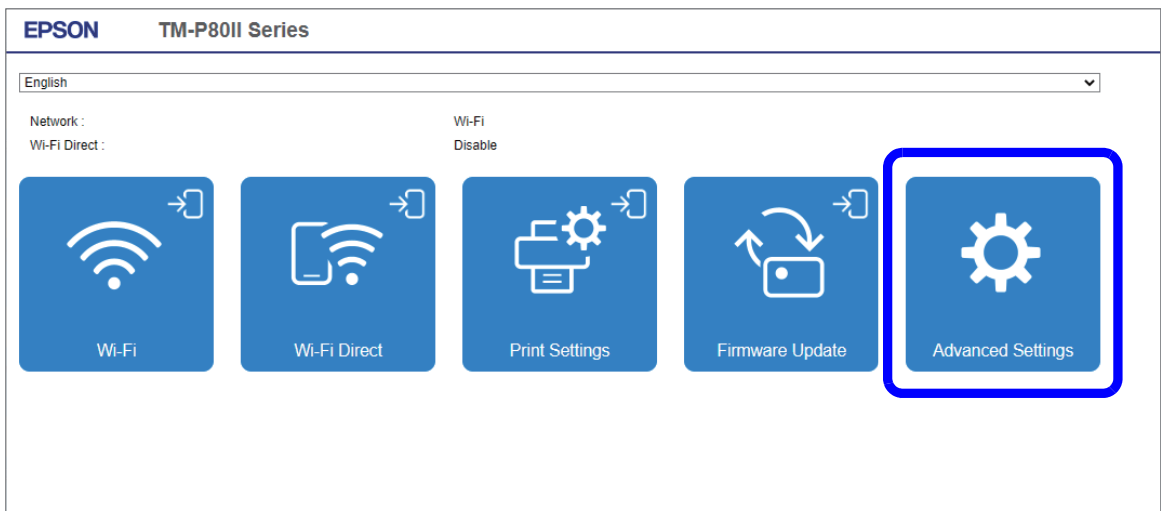 EPSON TM-P80II Series
English
Network : Wi-Fi
Wi-Fi Direct : Disable
Wi-Fi Wi-Fi Direct Print Settings Firmware Update Advanced Settings